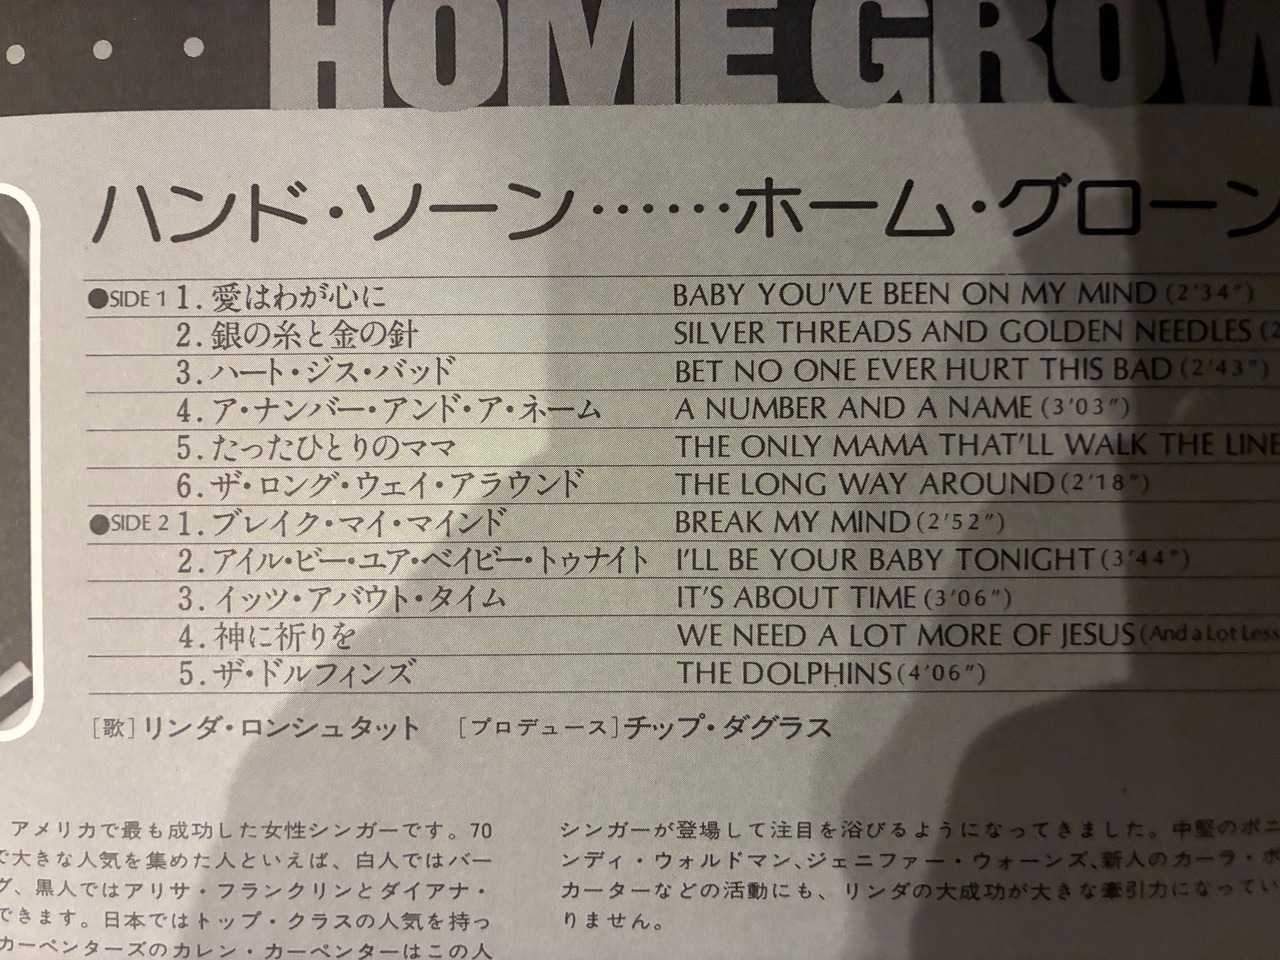 ・・・HOME GROW
ハンド・ソーン……ホーム・グローン
●SIDE 1 1. 愛はわが心に BABY YOU'VE BEEN ON MY MIND (2'34")
2. 銀の糸と金の針 SILVER THREADS AND GOLDEN NEEDLES (2
3. ハート・ジス・バッド BET NO ONE EVER HURT THIS BAD (2'43")
4. ア・ナンバー・アンド・ア・ネーム A NUMBER AND A NAME (3'03")
5. たったひとりのママ THE ONLY MAMA THAT'LL WALK THE LINE
6. ザ・ロング・ウェイ・アラウンド THE LONG WAY AROUND (2'18")
●SIDE 2 1. ブレイク・マイ・マインド BREAK MY MIND (2'52")
2. アイル・ビー・ユア・ベイビー・トゥナイト I'LL BE YOUR BABY TONIGHT (3'44")
3. イッツ・アバウト・タイム IT'S ABOUT TIME (3'06")
4. 神に祈りを WE NEED A LOT MORE OF JESUS (And a Lot Less
5. ザ・ドルフィンズ THE DOLPHINS (4'06")
[歌] リンダ・ロンシュタット [プロデュース] チップ・ダグラス
アメリカで最も成功した女性シンガーです。70
で大きな人気を集めた人といえば、白人ではバー
グ、黒人ではアリサ・フランクリンとダイアナ・
できます。日本ではトップ・クラスの人気を持っ
カーペンターズのカレン・カーペンターはこの人
シンガーが登場して注目を浴びるようになってきました。中堅のボニ
ンディ・ウォルドマン、ジェニファー・ウォーンズ、新人のカーラ・ボ
カーターなどの活動にも、リンダの大成功が大きな牽引力になってい
りません。